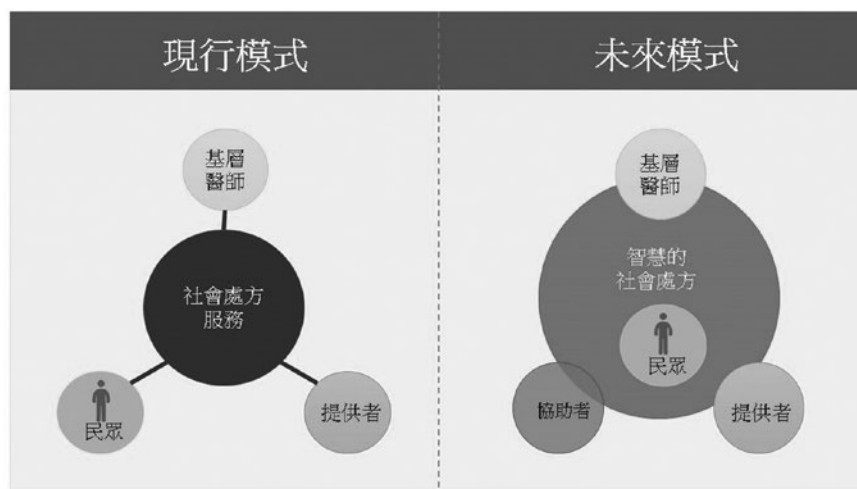 現行模式
基層
醫師
社會處方
服務
民眾
提供者
未來模式
基層
醫師
智慧的
社會處方
民眾
協助者
提供者